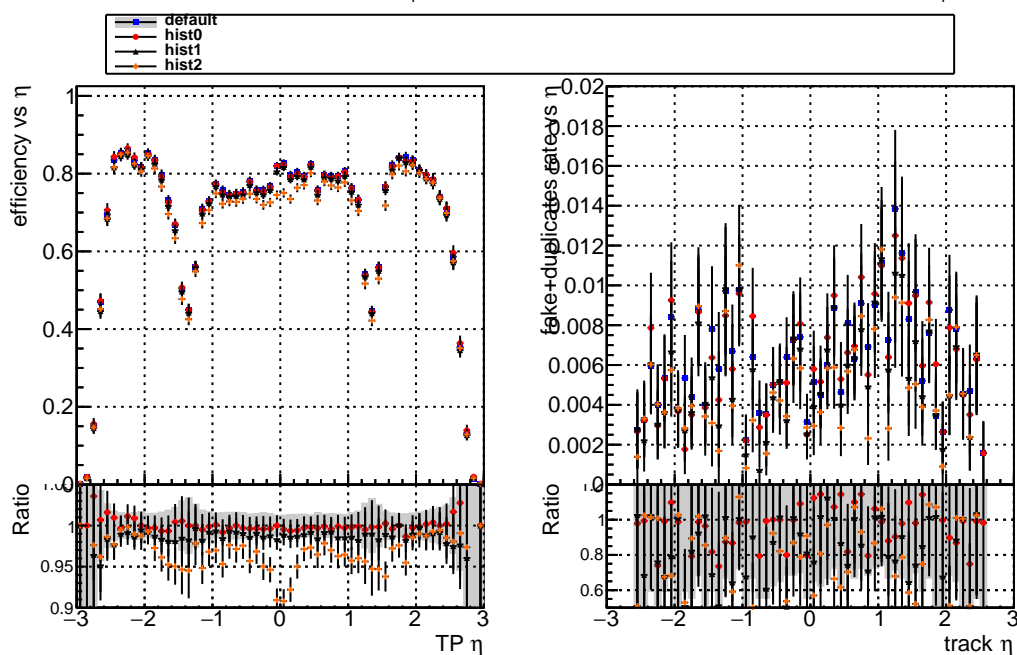 default
hist0
hist1
hist2
efficiency vs η
1
0.8
0.6
0.4
0.2
0
Ratio
1
0.95
0.9
−3 −2 −1 0 1 2 3
TP η
fake+duplicates rate vs η
0.02
0.018
0.016
0.014
0.012
0.01
0.008
0.006
0.004
0.002
0
Ratio
1
0.8
0.6
−3 −2 −1 0 1 2 3
track η